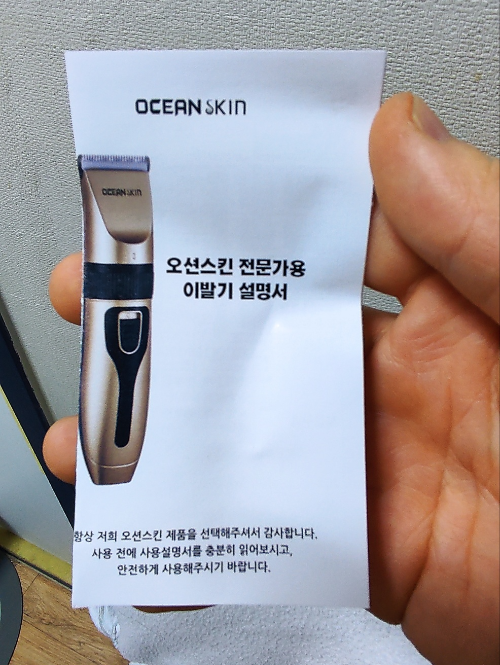 OCEAN SKIN
OCEAN SKIN
오션스킨 전문가용
이발기 설명서
항상 저희 오션스킨 제품을 선택해주셔서 감사합니다.
사용 전에 사용설명서를 충분히 읽어보시고,
안전하게 사용해주시기 바랍니다.